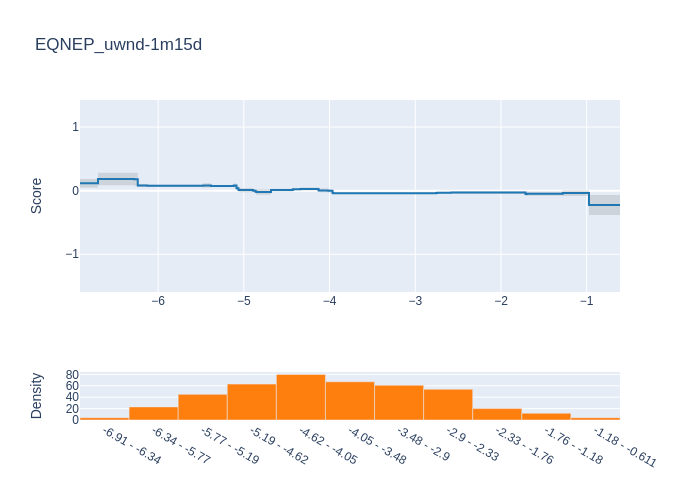 EQNEP_uwnd-1m15d
Score
1
0
−1
−6
−5
−4
−3
−2
−1
Density
80
60
40
20
0
-6.91 - -6.34
-6.34 - -5.77
-5.77 - -5.19
-5.19 - -4.62
-4.62 - -4.05
-4.05 - -3.48
-3.48 - -2.9
-2.9 - -2.33
-2.33 - -1.76
-1.76 - -1.18
-1.18 - -0.611